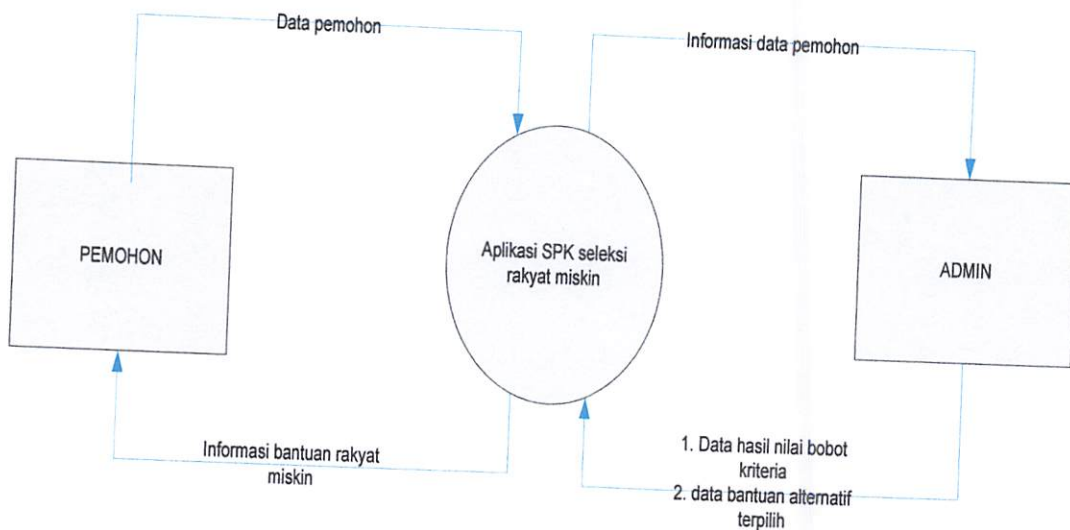 Data pemohon
Informasi data pemohon
PEMOHON
Aplikasi SPK seleksi
rakyat miskin
ADMIN
Informasi bantuan rakyat
miskin
1. Data hasil nilai bobot
kriteria
2. data bantuan alternatif
terpilih